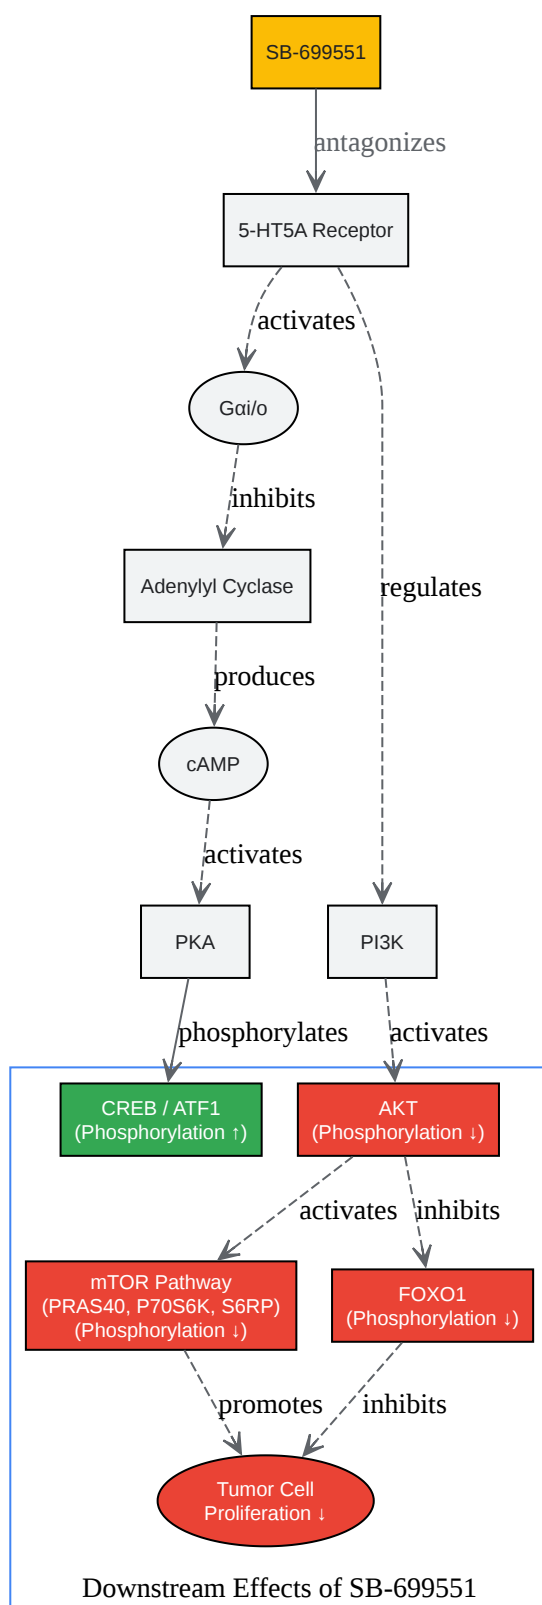 SB-699551
antagonizes
5-HT5A Receptor
activates
Gαi/o
inhibits
Adenylyl Cyclase
regulates
produces
cAMP
activates
PKA
PI3K
phosphorylates
activates
CREB / ATF1
(Phosphorylation ↑)
AKT
(Phosphorylation ↓)
activates
inhibits
mTOR Pathway
(PRAS40, P70S6K, S6RP)
(Phosphorylation ↓)
FOXO1
(Phosphorylation ↓)
promotes
inhibits
Tumor Cell
Proliferation ↓
Downstream Effects of SB-699551